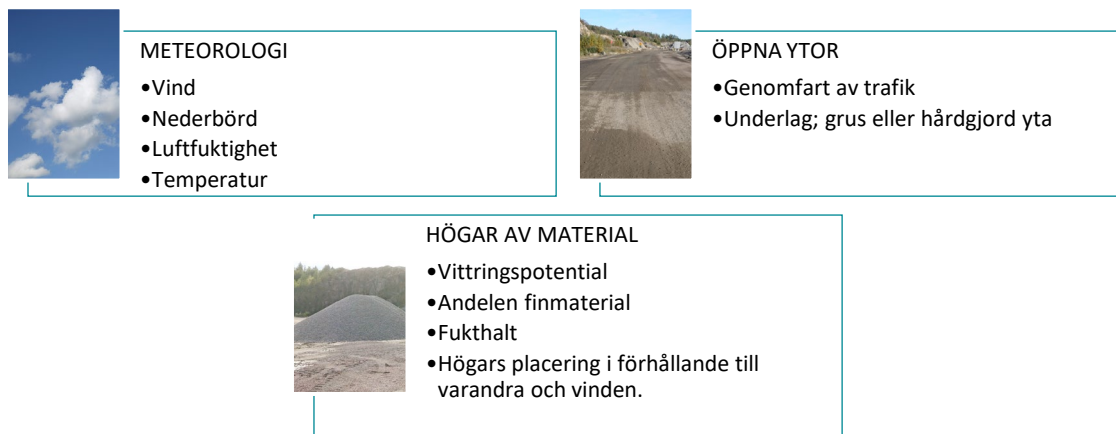 METEOROLOGI
•Vind
•Nederbörd
•Luftfuktighet
•Temperatur
ÖPPNA YTOR
•Genomfart av trafik
•Underlag; grus eller hårdgjord yta
HÖGAR AV MATERIAL
•Vittringspotential
•Andelen finmaterial
•Fukthalt
•Högars placering i förhållande till
varandra och vinden.